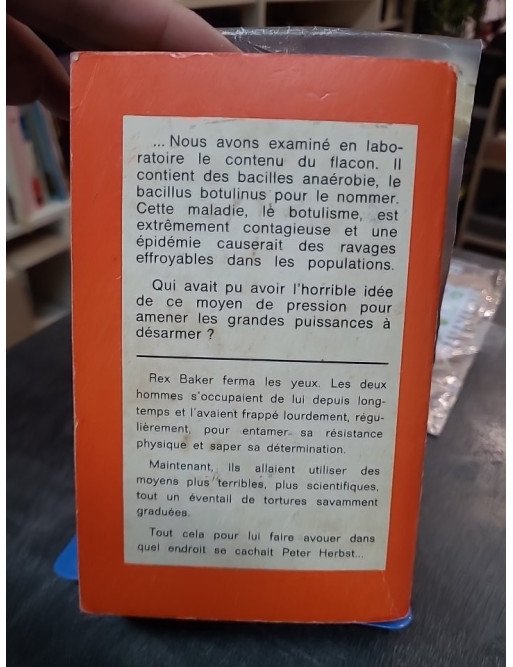 ... Nous avons examiné en labo-
ratoire le contenu du flacon. Il
contient des bacilles anaérobie, le
bacillus botulinus pour le nommer.
Cette maladie, le botulisme, est
extrêmement contagieuse et une
épidémie causerait des ravages
effroyables dans les populations.
Qui avait pu avoir l'horrible idée
de ce moyen de pression pour
amener les grandes puissances à
désarmer ?
Rex Baker ferma les yeux. Les deux
hommes s'occupaient de lui depuis long-
temps et l'avaient frappé lourdement, régu-
lièrement, pour entamer sa résistance
physique et saper sa détermination.
Maintenant, ils allaient utiliser des
moyens plus terribles, plus scientifiques,
tout un éventail de tortures savamment
graduées.
Tout cela pour lui faire avouer dans
quel endroit se cachait Peter Herbst...